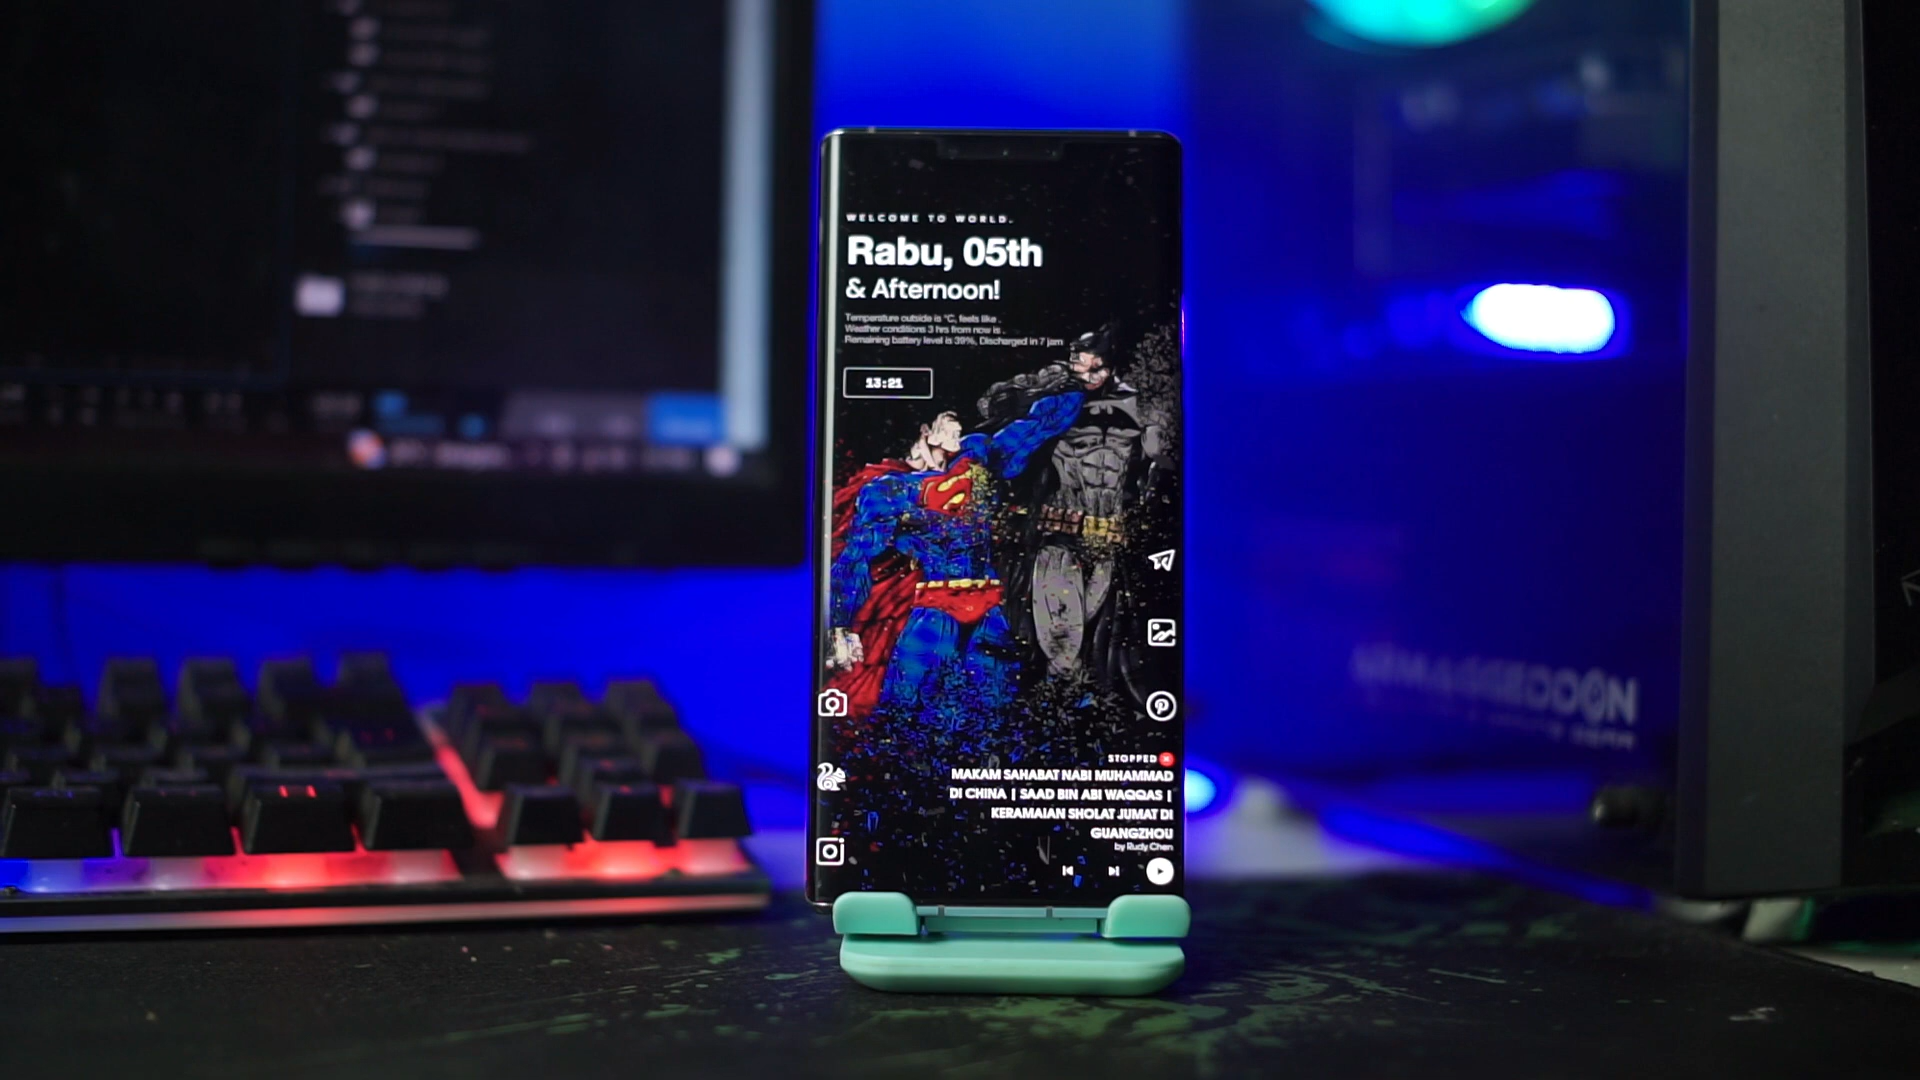 WELCOME TO WORLD.
Rabu, 05th
& Afternoon!
Temperature outside is °C, feels like .
Weather conditions 3 hrs from now is .
Remaining battery level is 39%, Discharged in 7 jam
13:21
STOPPED
MAKAM SAHABAT NABI MUHAMMAD
DI CHINA | SAAD BIN ABI WAQQAS |
KERAMAIAN SHOLAT JUMAT DI
GUANGZHOU
by Rudy Chen
ARMAGGEDDON